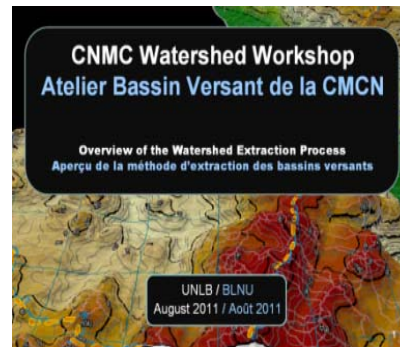 CNMC Watershed Workshop
Atelier Bassin Versant de la CMCN
Overview of the Watershed Extraction Process
Aperçu de la méthode d'extraction des bassins versants
UNLB / BLNU
August 2011 / Août 2011